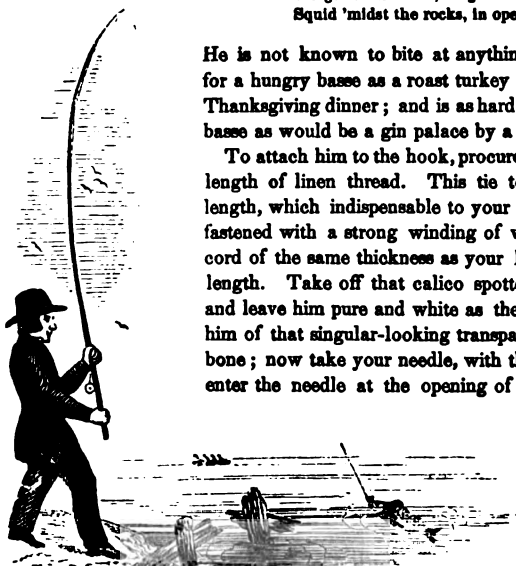 Squid 'midst the rocks, in ope
He is not known to bite at anythin
for a hungry basse as a roast turkey
Thanksgiving dinner; and is as hard
basse as would be a gin palace by a
To attach him to the hook, procure
length of linen thread. This tie t
length, which indispensable to your
fastened with a strong winding of
cord of the same thickness as your
length. Take off that calico spott
and leave him pure and white as the
him of that singular-looking transpa
bone; now take your needle, with t
enter the needle at the opening of